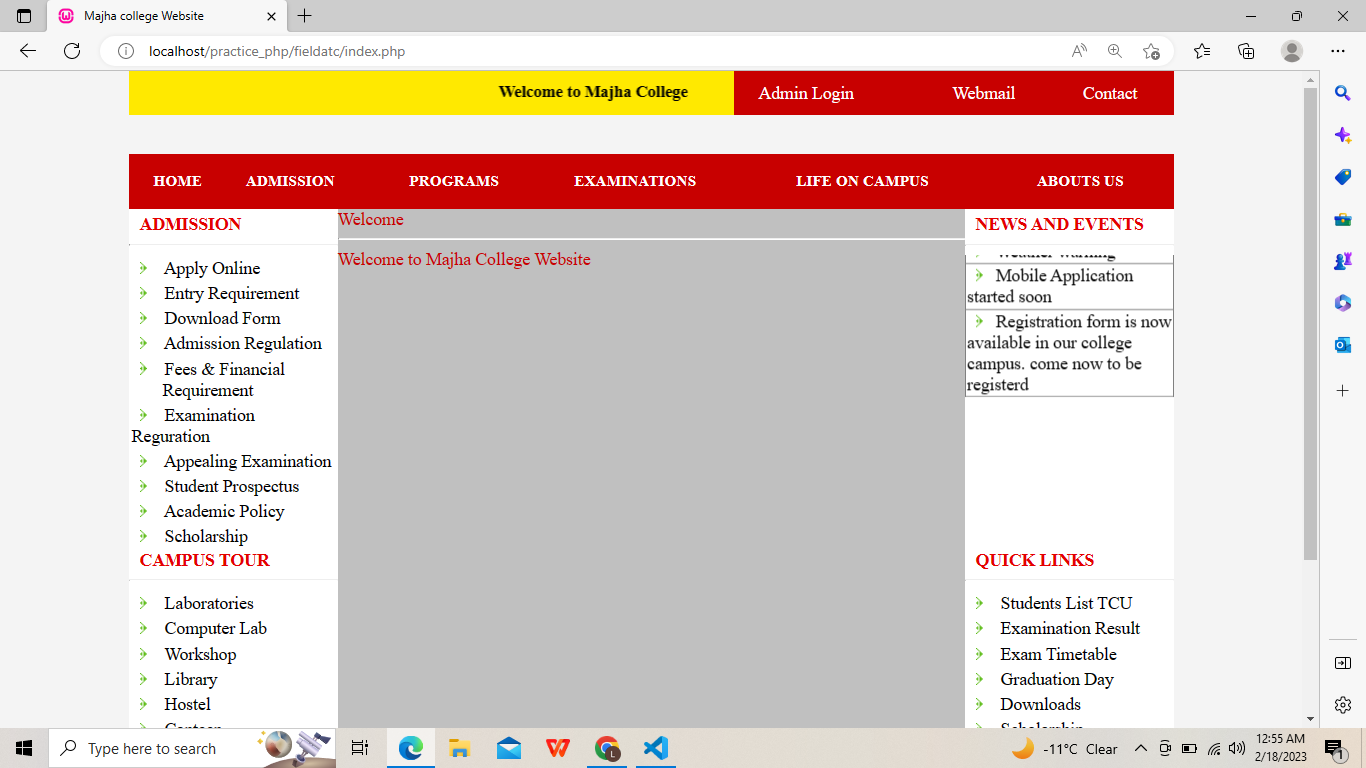 Majha college Website
localhost/practice_php/fieldatc/index.php
Welcome to Majha College
Admin Login
Webmail
Contact
HOME
ADMISSION
PROGRAMS
EXAMINATIONS
LIFE ON CAMPUS
ABOUTS US
ADMISSION
Apply Online
Entry Requirement
Download Form
Admission Regulation
Fees & Financial
Requirement
Examination
Reguration
Appealing Examination
Student Prospectus
Academic Policy
Scholarship
CAMPUS TOUR
Laboratories
Computer Lab
Workshop
Library
Hostel
Welcome
Welcome to Majha College Website
NEWS AND EVENTS
Weather warning
Mobile Application
started soon
Registration form is now
available in our college
campus. come now to be
registerd
QUICK LINKS
Students List TCU
Examination Result
Exam Timetable
Graduation Day
Downloads
Scholarship
Type here to search
L
-11°C Clear
12:55 AM
2/18/2023
1